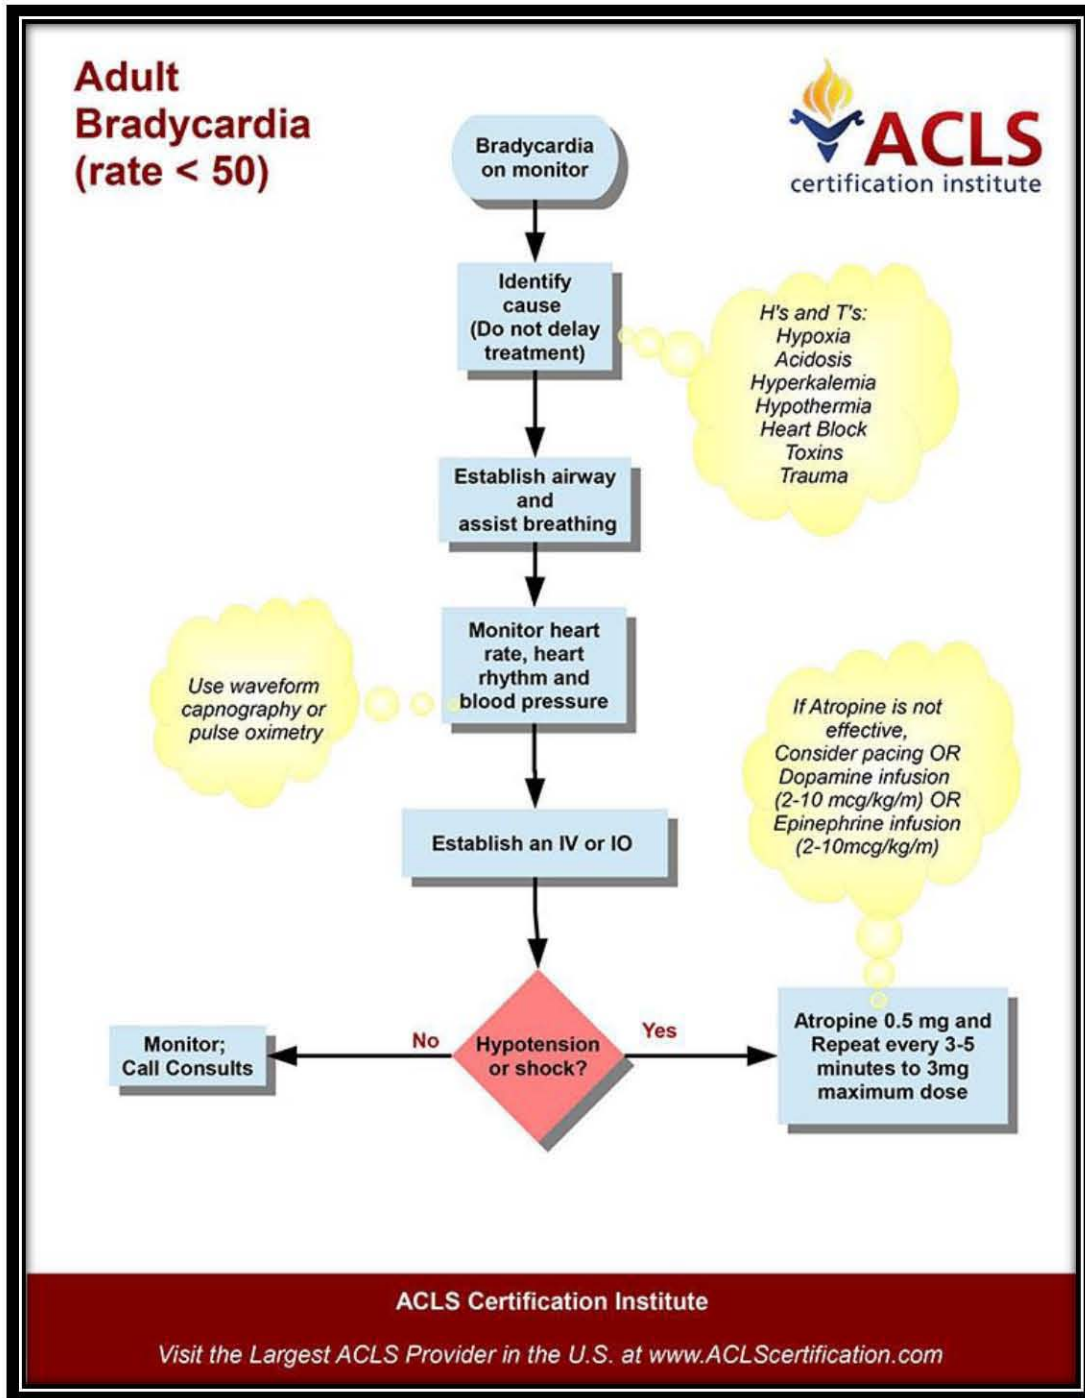 Adult
Bradycardia
(rate < 50)
ACLS
certification institute
Bradycardia
on monitor
Identify
cause
(Do not delay
treatment)
H's and T's:
Hypoxia
Acidosis
Hyperkalemia
Hypothermia
Heart Block
Toxins
Trauma
Establish airway
and
assist breathing
Monitor heart
rate, heart
rhythm and
blood pressure
Use waveform
capnography or
pulse oximetry
If Atropine is not
effective,
Consider pacing OR
Dopamine infusion
(2-10 mcg/kg/m) OR
Epinephrine infusion
(2-10mcg/kg/m)
Establish an IV or IO
Hypotension
or shock?
No
Monitor;
Call Consults
Yes
Atropine 0.5 mg and
Repeat every 3-5
minutes to 3mg
maximum dose
ACLS Certification Institute
Visit the Largest ACLS Provider in the U.S. at www.ACLScertification.com